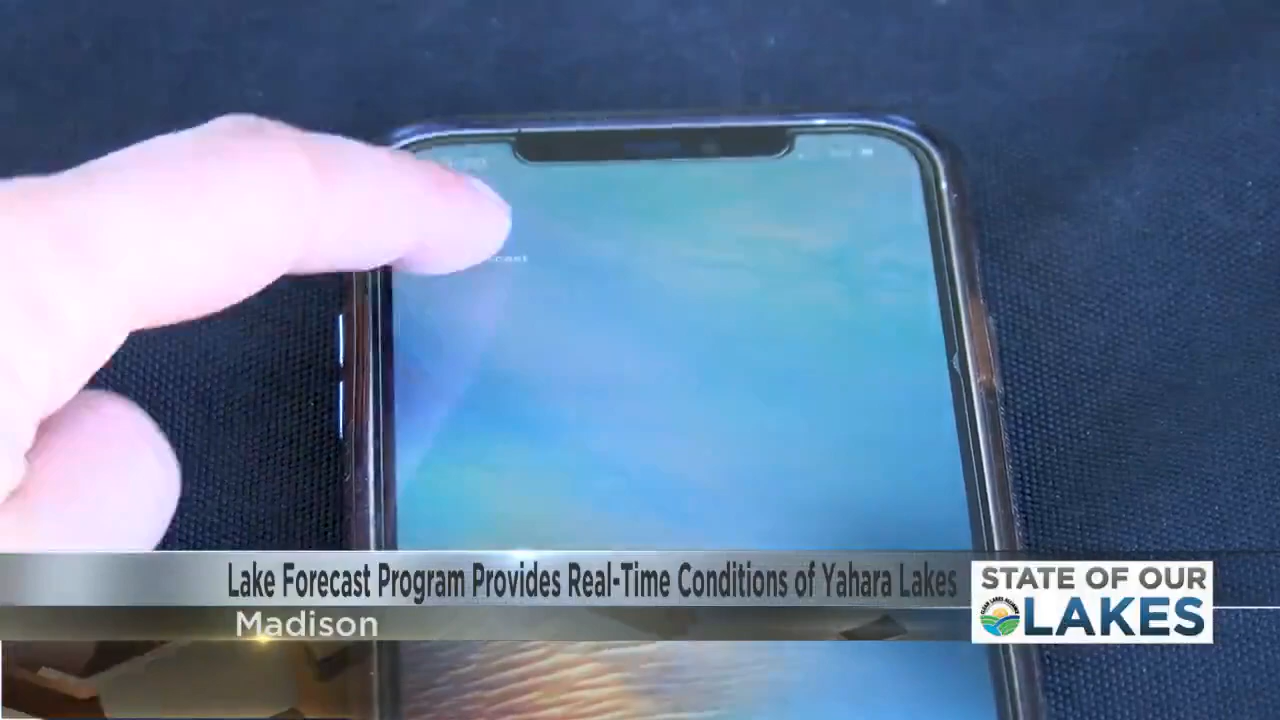 Lake Forecast Program Provides Real-Time Conditions of Yahara Lakes
Madison
STATE OF OUR
LAKES